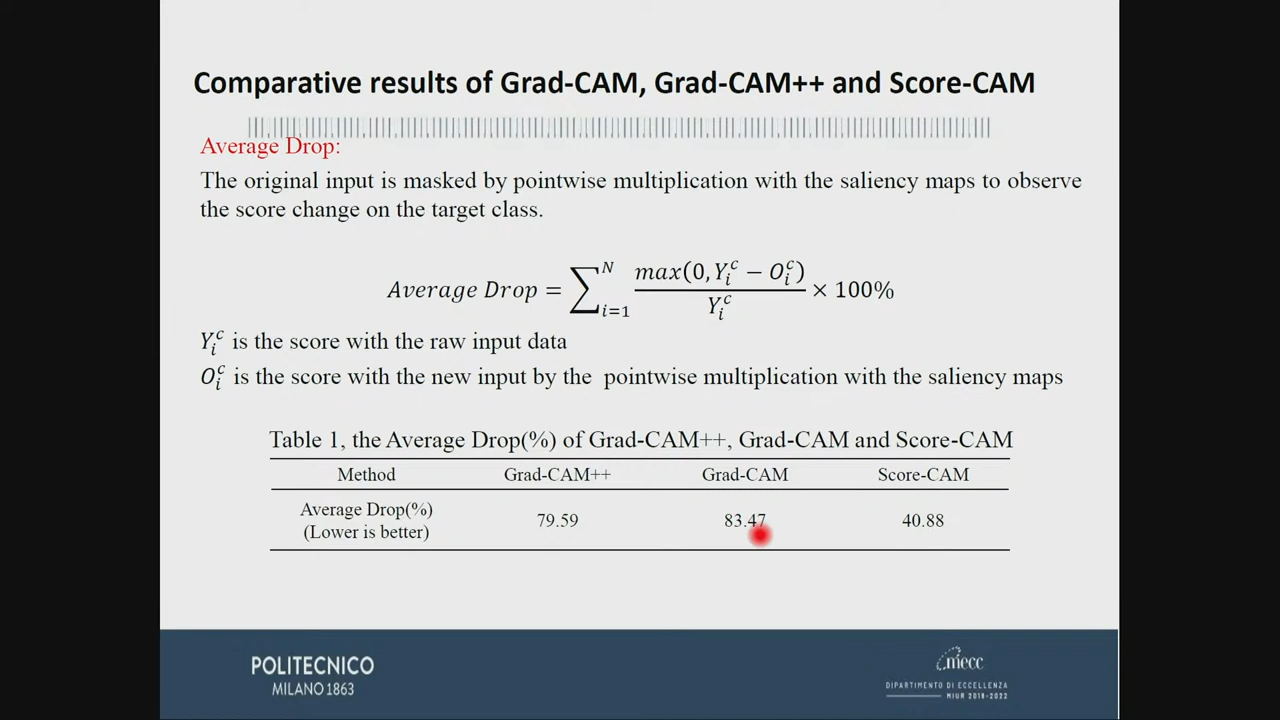 Comparative results of Grad-CAM, Grad-CAM++ and Score-CAM
Average Drop:
The original input is masked by pointwise multiplication with the saliency maps to observe
the score change on the target class.
Average Drop = ∑_{i=1}^{N} max(0, Y_i^c − O_i^c) / Y_i^c × 100%
Y_i^c is the score with the raw input data
O_i^c is the score with the new input by the pointwise multiplication with the saliency maps
Table 1, the Average Drop(%) of Grad-CAM++, Grad-CAM and Score-CAM
Method Grad-CAM++ Grad-CAM Score-CAM
Average Drop(%)
(Lower is better) 79.59 83.47 40.88
POLITECNICO
MILANO 1863
mecc
DIPARTIMENTO DI ECCELLENZA
MIUR 2018-2022